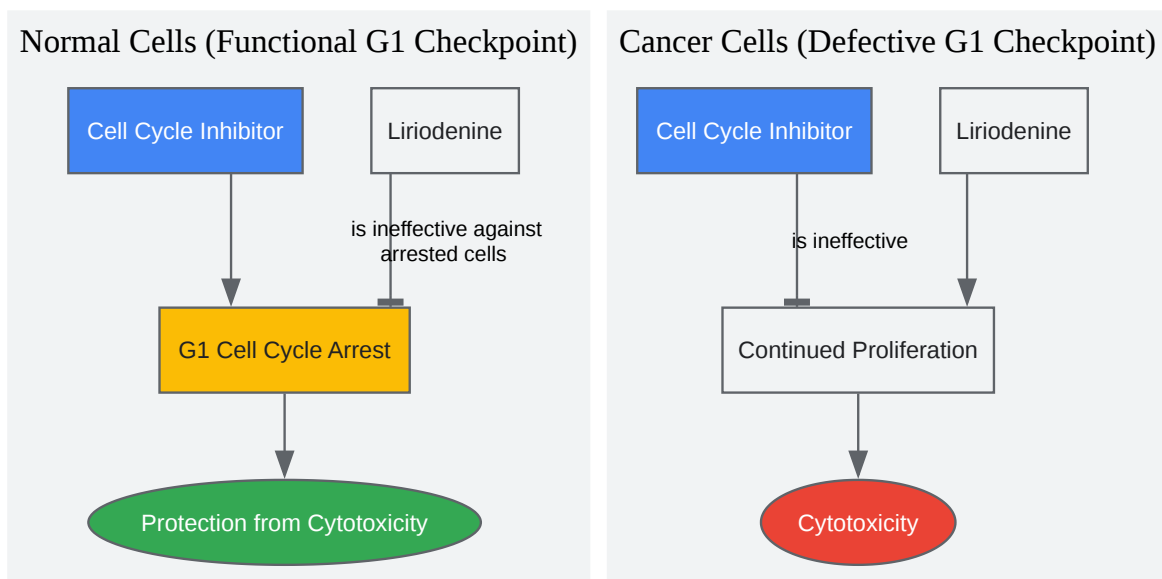 Normal Cells (Functional G1 Checkpoint)
Cell Cycle Inhibitor
Liriodenine
is ineffective against
arrested cells
G1 Cell Cycle Arrest
Protection from Cytotoxicity
Cancer Cells (Defective G1 Checkpoint)
Cell Cycle Inhibitor
Liriodenine
is ineffective
Continued Proliferation
Cytotoxicity